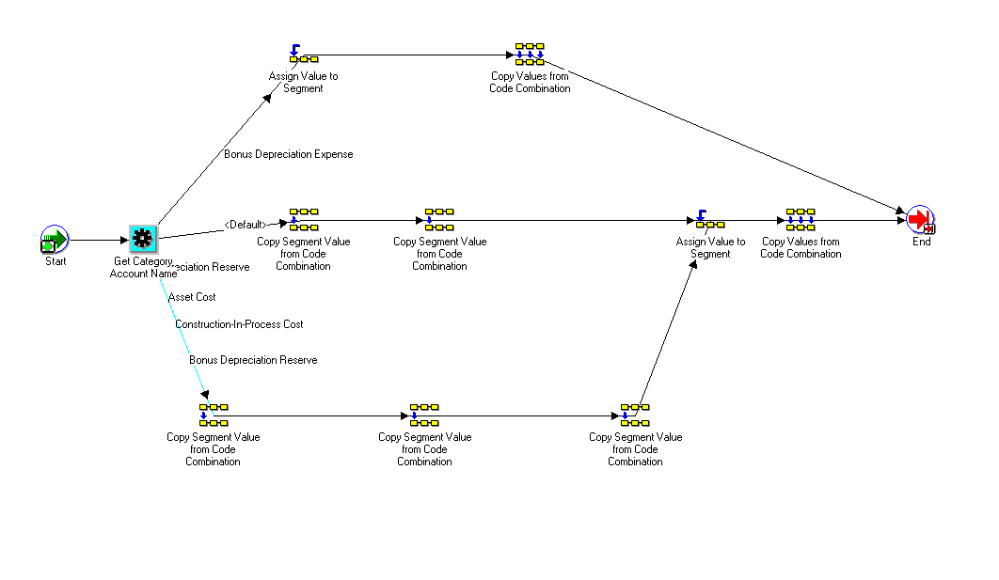 Assign Value to
Segment
Copy Values from
Code Combination
Bonus Depreciation Expense
<Default>
Start
Get Category
Account Name
Copy Segment Value
from Code
Combination
Copy Segment Value
from Code
Combination
Assign Value to
Segment
Copy Values from
Code Combination
End
Reserve
Asset Cost
Construction-In-Process Cost
Bonus Depreciation Reserve
Copy Segment Value
from Code
Combination
Copy Segment Value
from Code
Combination
Copy Segment Value
from Code
Combination